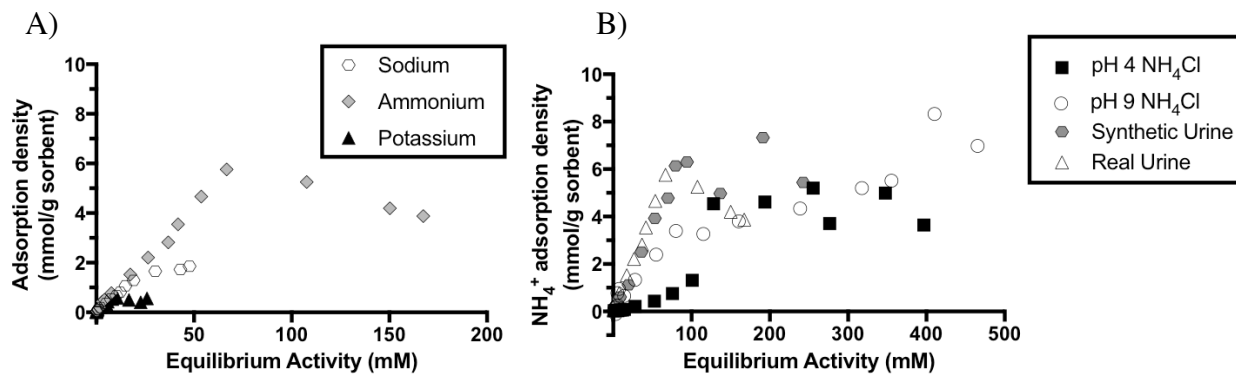 A)
Adsorption density
(mmol/g sorbent)
10
8
6
4
2
0
0
50
100
150
200
Equilibrium Activity (mM)
Sodium
Ammonium
Potassium
B)
NH₄⁺ adsorption density
(mmol/g sorbent)
10
8
6
4
2
0
100
200
300
400
500
Equilibrium Activity (mM)
pH 4 NH₄Cl
pH 9 NH₄Cl
Synthetic Urine
Real Urine